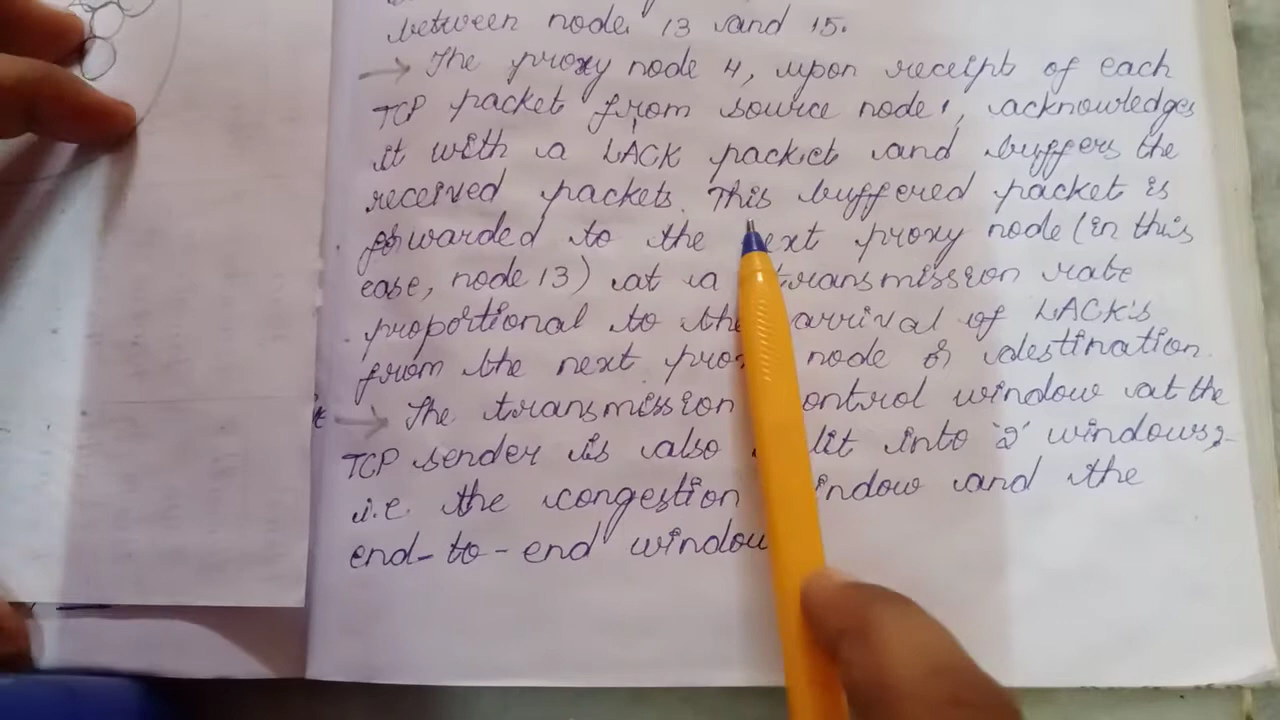 between node 13 and 15.
→ The proxy node 4, upon receipt of each
TCP packet from source node 1, acknowledges
it with a LACK packet and buffers the
received packets. This buffered packet is
forwarded to the next proxy node (in this
case, node 13) at a transmission rate
proportional to the arrival of LACK's
from the next proxy node or destination.
→ The transmission control window at the
TCP sender is also split into '2' windows,
i.e. the congestion window and the
end-to-end window